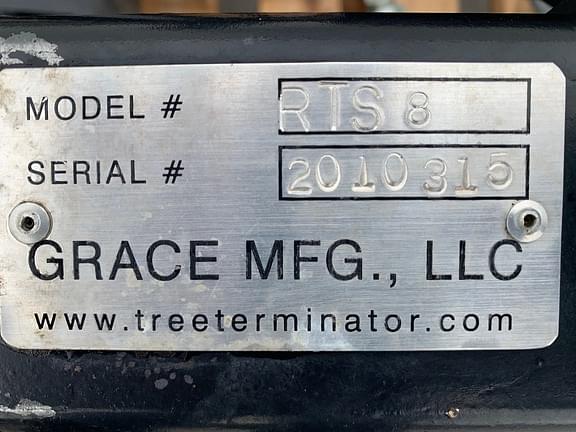 MODEL # RTS 8
SERIAL # 2010315
GRACE MFG., LLC
www.treeterminator.com